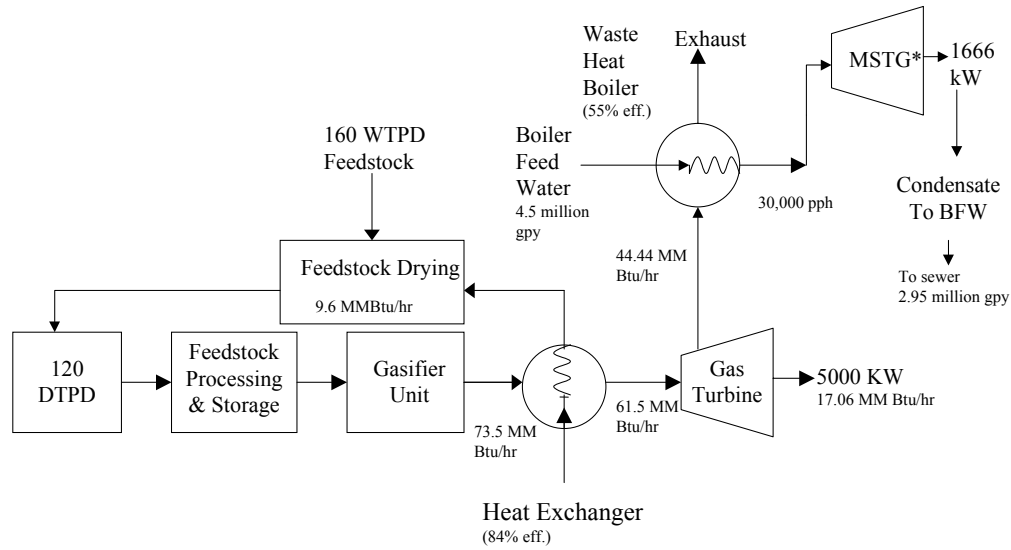 Waste
Heat
Boiler
(55% eff.)
Exhaust
MSTG*
1666
kW
160 WTPD
Feedstock
Boiler
Feed
Water
4.5 million
gpy
30,000 pph
Condensate
To BFW
To sewer
2.95 million gpy
44.44 MM
Btu/hr
Feedstock Drying
9.6 MMBtu/hr
120
DTPD
Feedstock
Processing
& Storage
Gasifier
Unit
73.5 MM
Btu/hr
61.5 MM
Btu/hr
Gas
Turbine
5000 KW
17.06 MM Btu/hr
Heat Exchanger
(84% eff.)